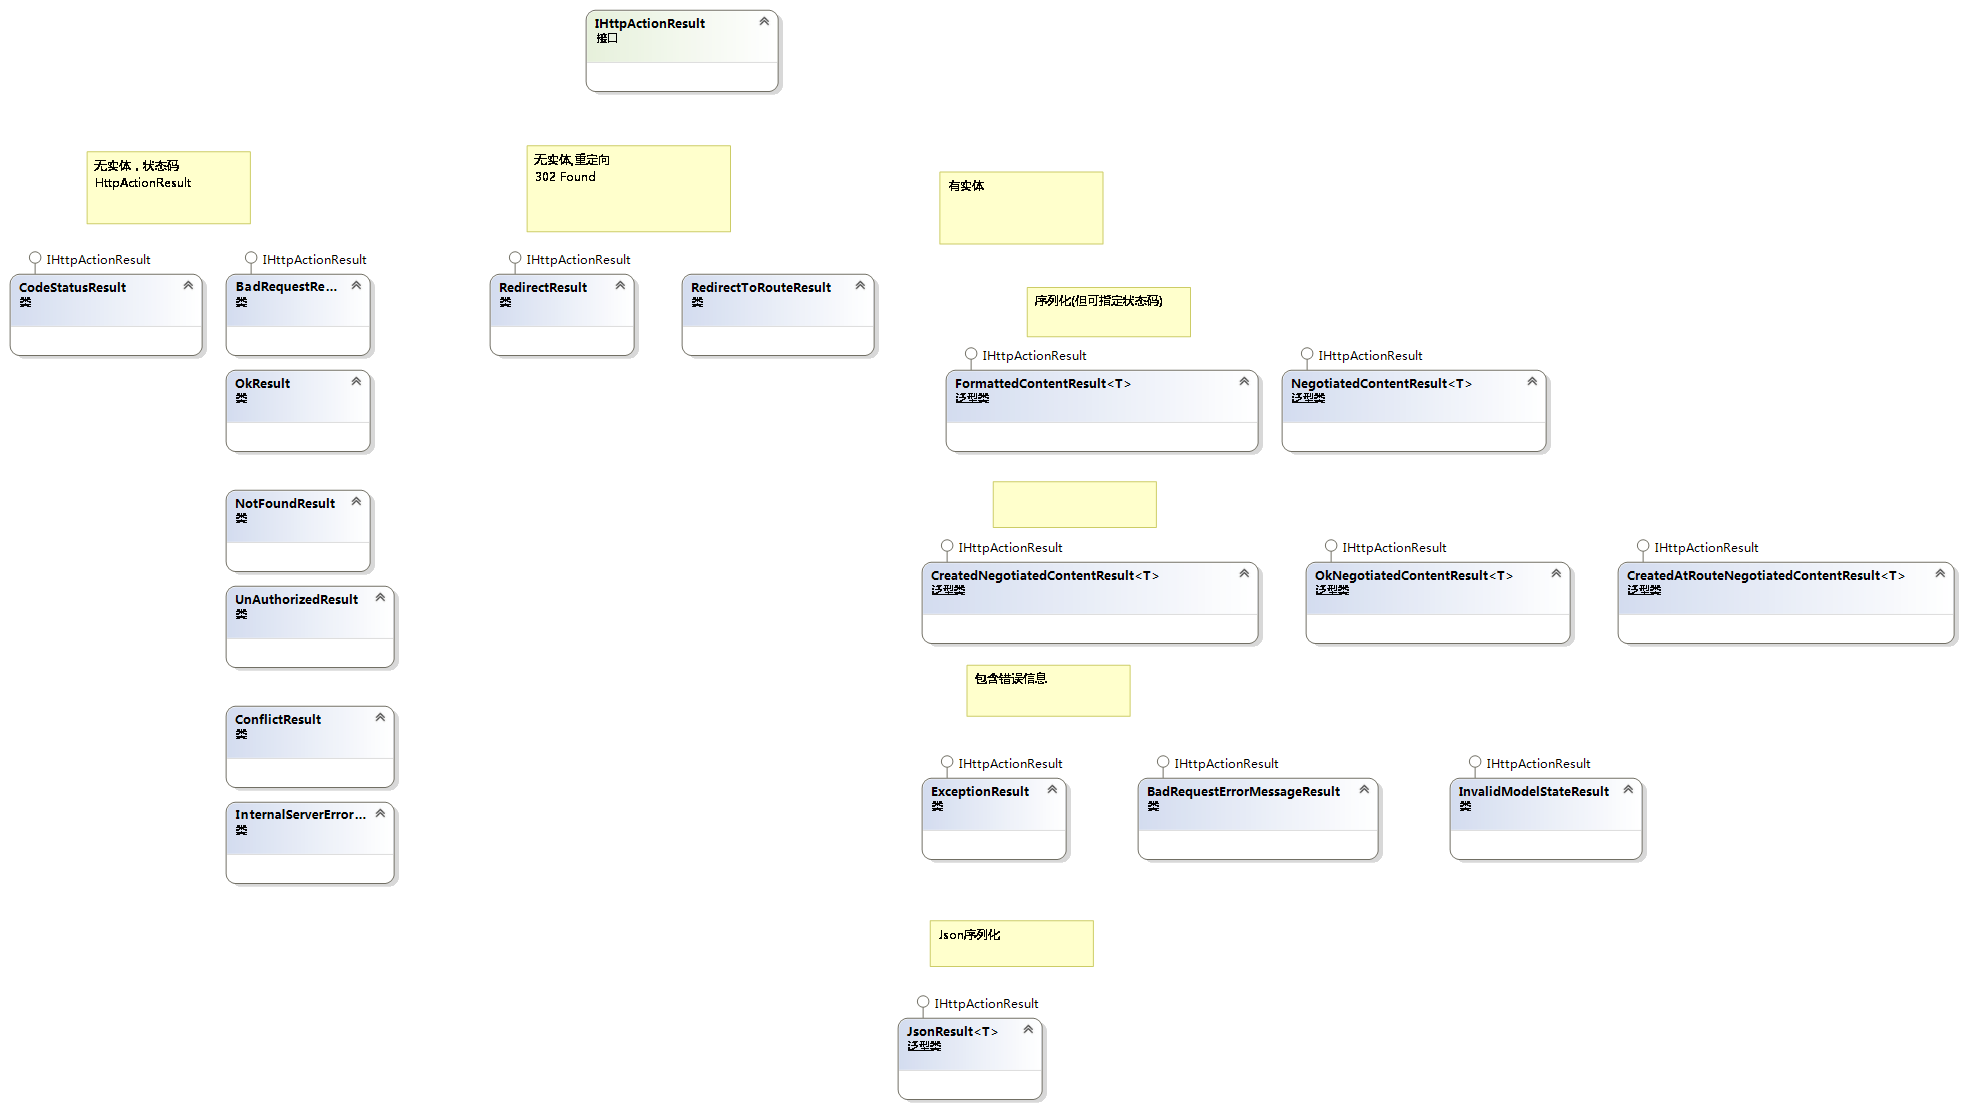 IHttpActionResult
接口
无实体，状态码
HttpActionResult
无实体,重定向
302 Found
有实体
IHttpActionResult
CodeStatusResult
类
IHttpActionResult
BadRequestRe...
类
IHttpActionResult
RedirectResult
类
RedirectToRouteResult
类
序列化(但可指定状态码)
OkResult
类
IHttpActionResult
FormattedContentResult<T>
泛型类
IHttpActionResult
NegotiatedContentResult<T>
泛型类
NotFoundResult
类
UnAuthorizedResult
类
IHttpActionResult
CreatedNegotiatedContentResult<T>
泛型类
IHttpActionResult
OkNegotiatedContentResult<T>
泛型类
IHttpActionResult
CreatedAtRouteNegotiatedContentResult<T>
泛型类
包含错误信息
ConflictResult
类
InternalServerError...
类
IHttpActionResult
ExceptionResult
类
IHttpActionResult
BadRequestErrorMessageResult
类
IHttpActionResult
InvalidModelStateResult
类
Json序列化
IHttpActionResult
JsonResult<T>
泛型类